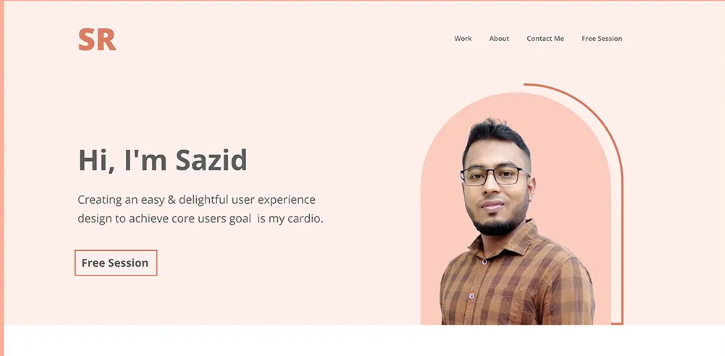 SR
Work About Contact Me Free Session
Hi, I'm Sazid
Creating an easy & delightful user experience
design to achieve core users goal is my cardio.
Free Session